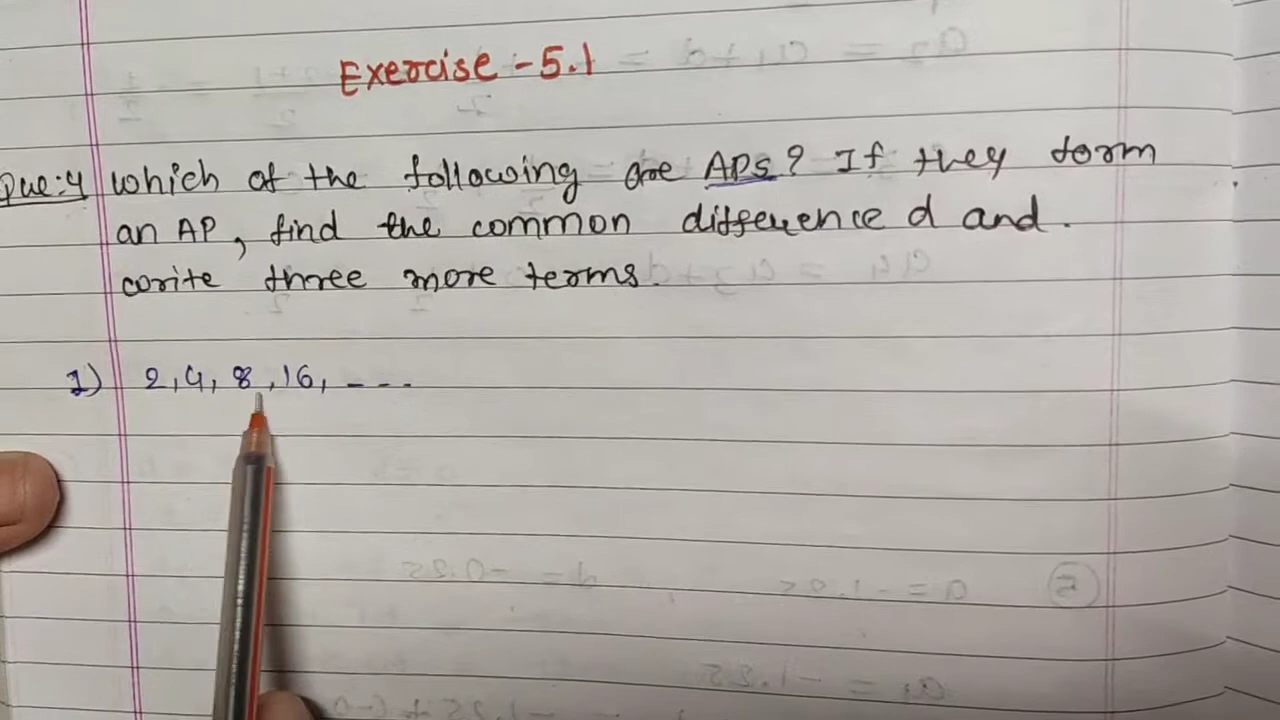 Exercise - 5.1
Que:4 which of the following are APs? If they form
an AP, find the common difference d and.
write three more terms.
1) 2, 4, 8, 16, ---